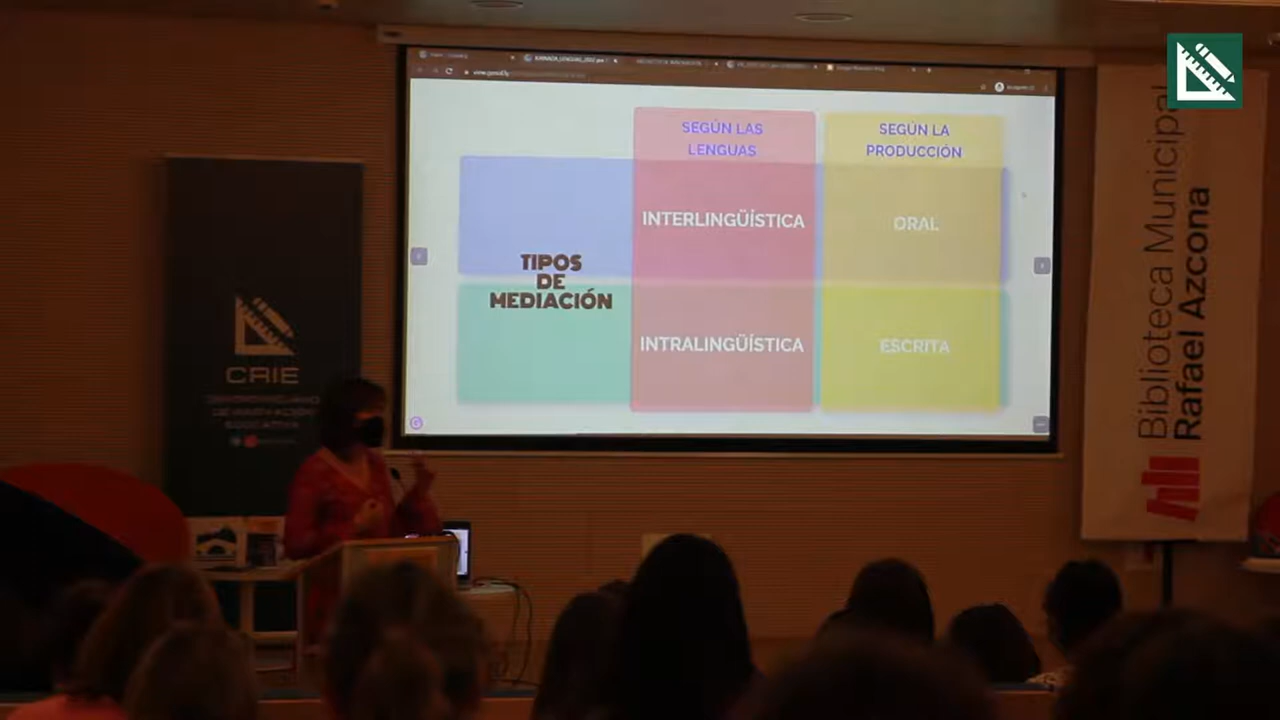 SEGÚN LAS
LENGUAS
SEGÚN LA
PRODUCCIÓN
TIPOS
DE
MEDIACIÓN
INTERLINGÜÍSTICA
ORAL
INTRALINGÜÍSTICA
ESCRITA
CRIE
Biblioteca Municipal
Rafael Azcona